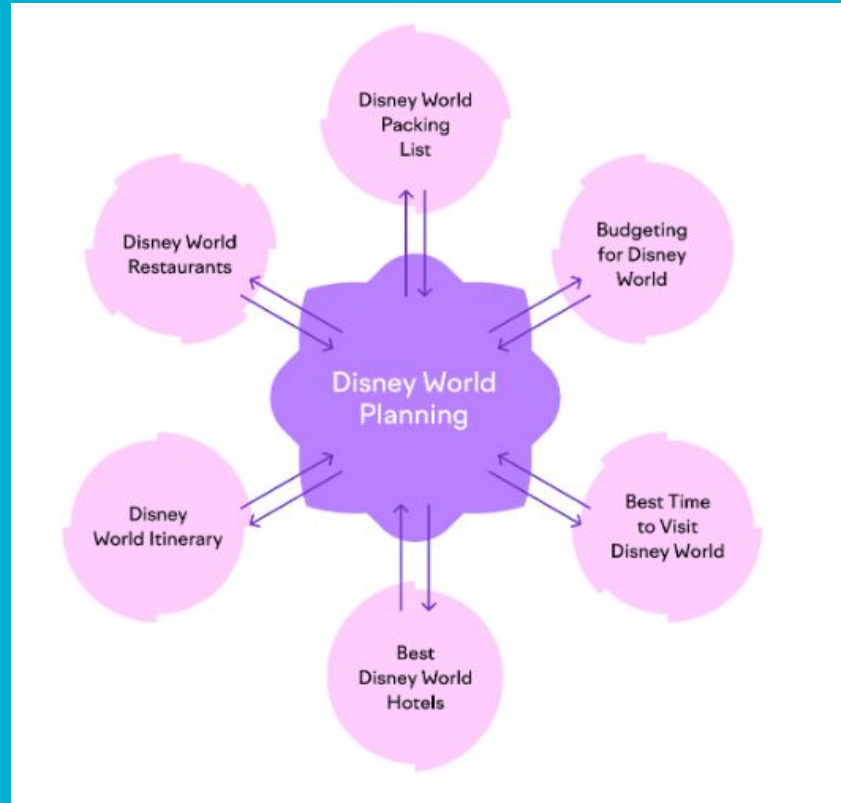 Disney World
Packing
List
Disney World
Restaurants
Budgeting
for Disney
World
Disney World
Planning
Disney
World Itinerary
Best Time
to Visit
Disney World
Best
Disney World
Hotels